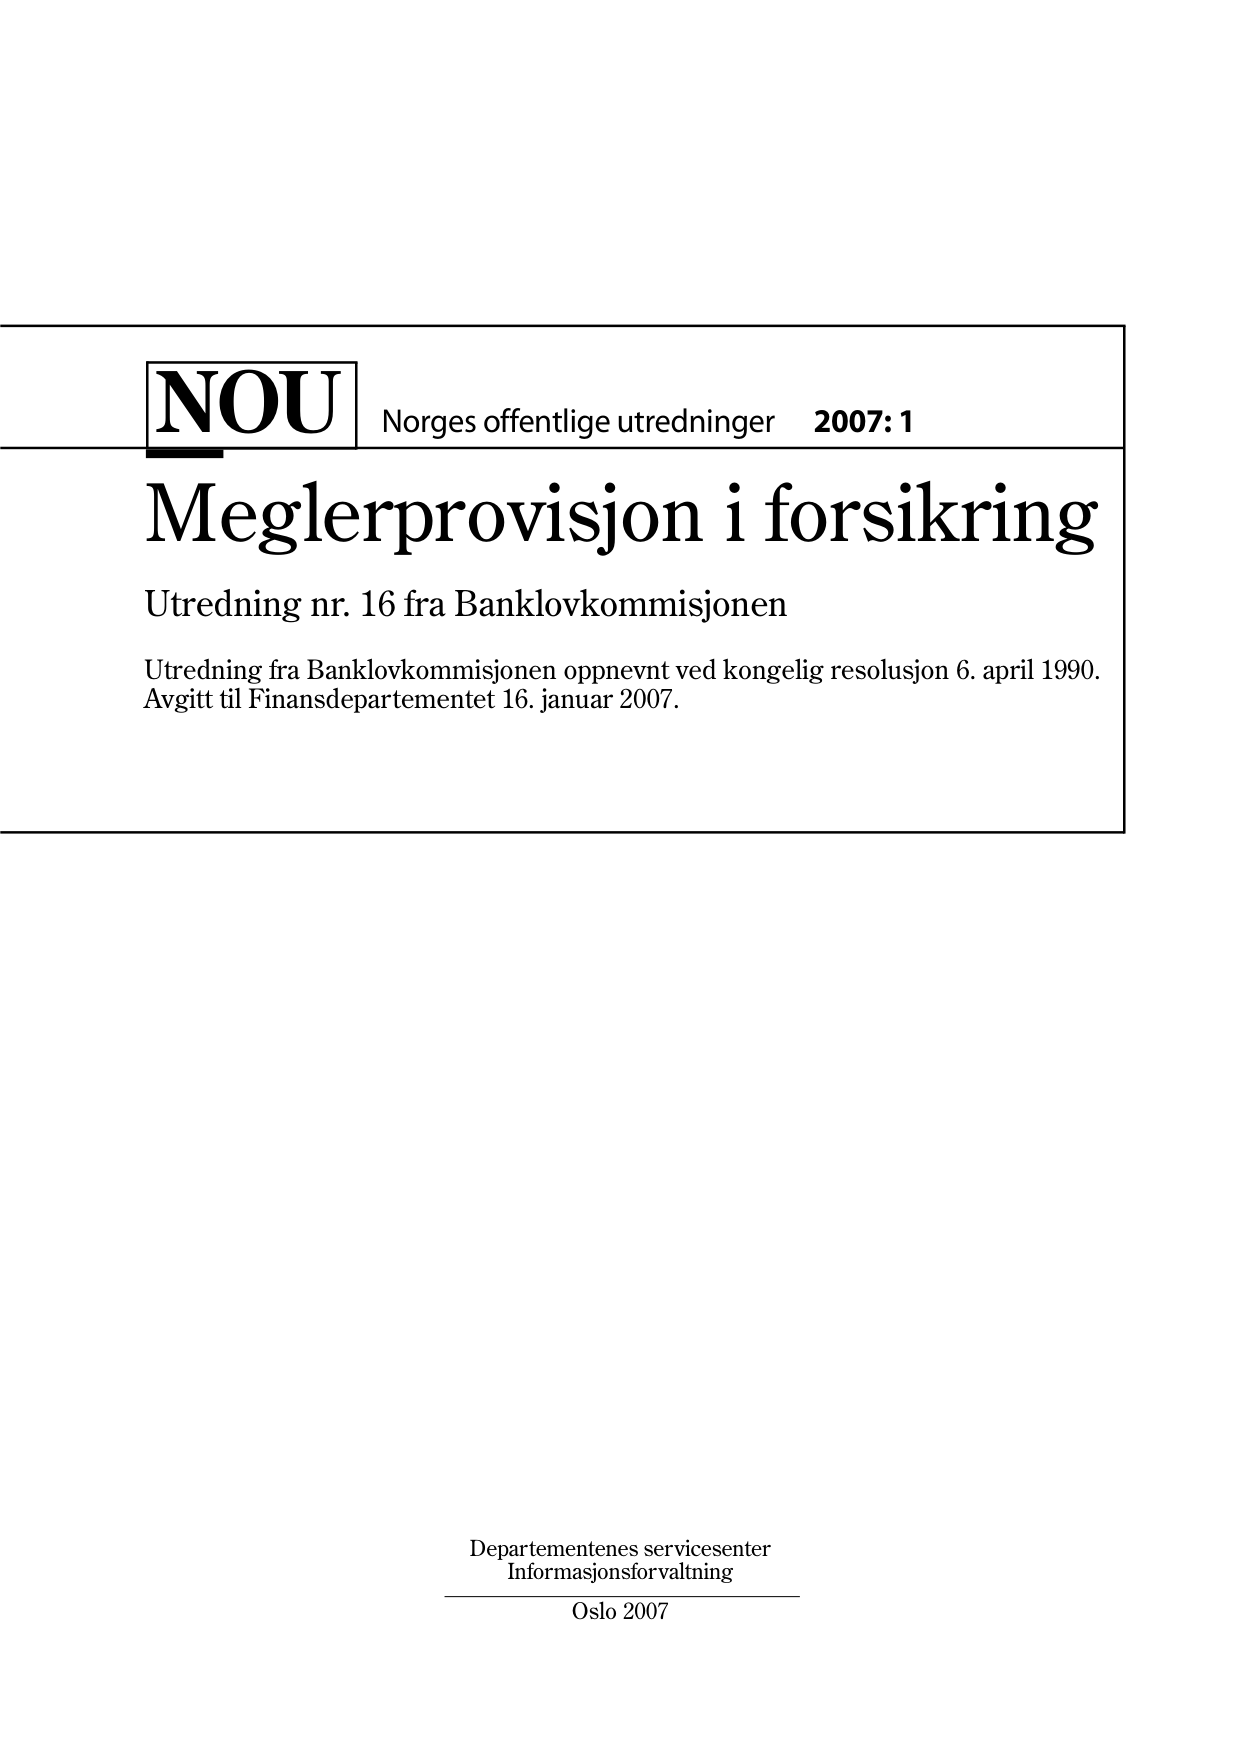 NOU Norges offentlige utredninger 2007: 1
Meglerprovisjon i forsikring
Utredning nr. 16 fra Banklovkommisjonen
Utredning fra Banklovkommisjonen oppnevnt ved kongelig resolusjon 6. april 1990.
Avgitt til Finansdepartementet 16. januar 2007.
Departementenes servicesenter
Informasjonsforvaltning
Oslo 2007